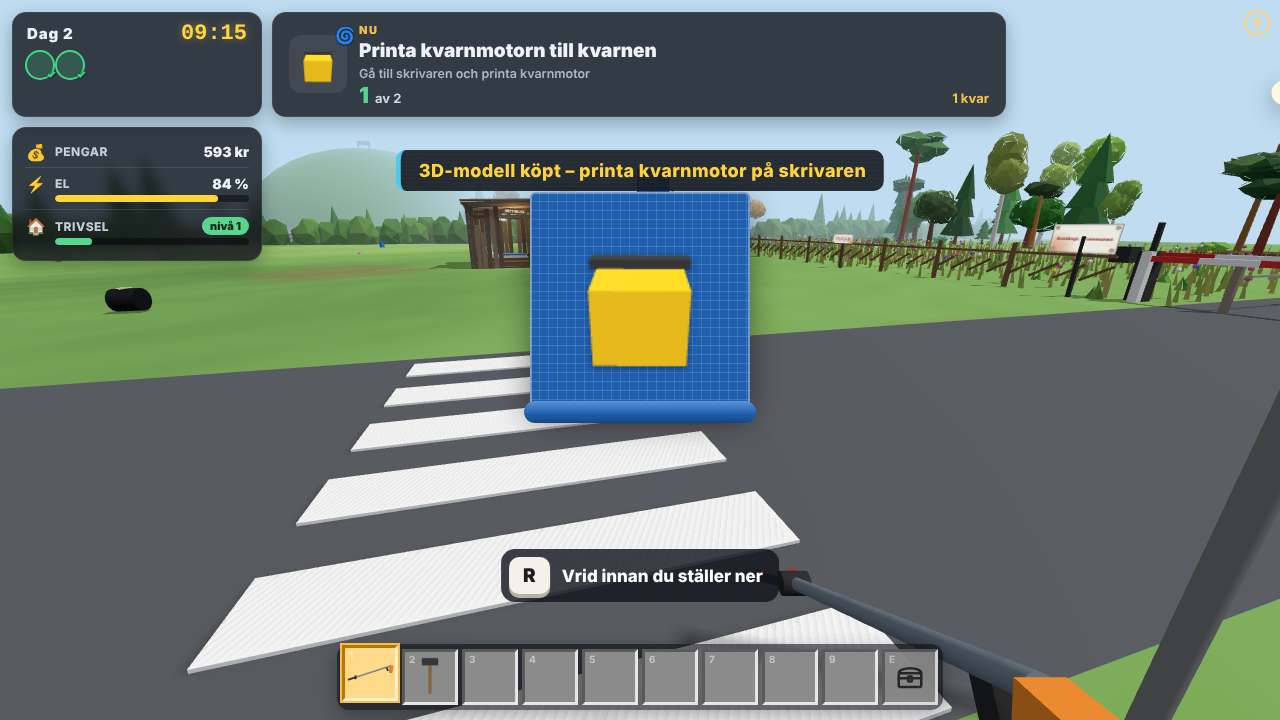 Dag 2
09:15
NU
Printa kvarnmotorn till kvarnen
Gå till skrivaren och printa kvarnmotor
1 av 2
1 kvar
PENGAR
593 kr
EL
84 %
TRIVSEL
nivå 1
3D-modell köpt – printa kvarnmotor på skrivaren
R
Vrid innan du ställer ner
2
3
4
5
6
7
8
9
E